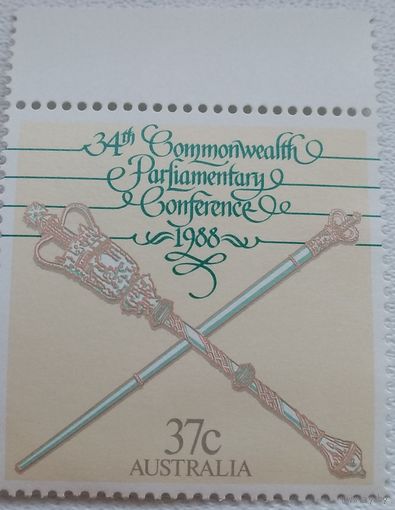 34th Commonwealth
Parliamentary
Conference
1988
37c
AUSTRALIA